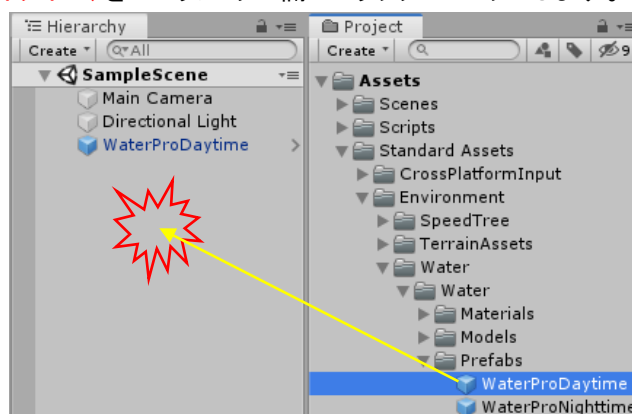 Hierarchy
Create
All
SampleScene
Main Camera
Directional Light
WaterProDaytime
Project
Create
9
Assets
Scenes
Scripts
Standard Assets
CrossPlatformInput
Environment
SpeedTree
TerrainAssets
Water
Water
Materials
Models
Prefabs
WaterProDaytime
WaterProNighttime